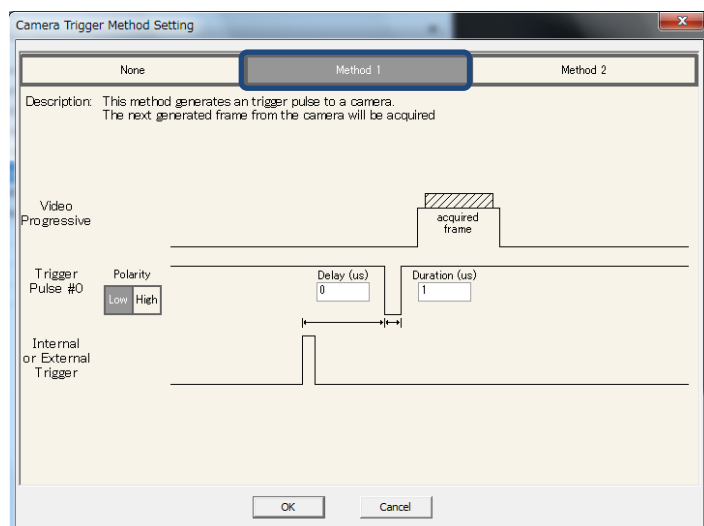 Camera Trigger Method Setting
None
Method 1
Method 2
Description: This method generates an trigger pulse to a camera.
The next generated frame from the camera will be acquired
Video
Progressive
acquired
frame
Trigger
Pulse #0
Polarity
Low High
Delay (us)
0
Duration (us)
1
Internal
or External
Trigger
OK
Cancel